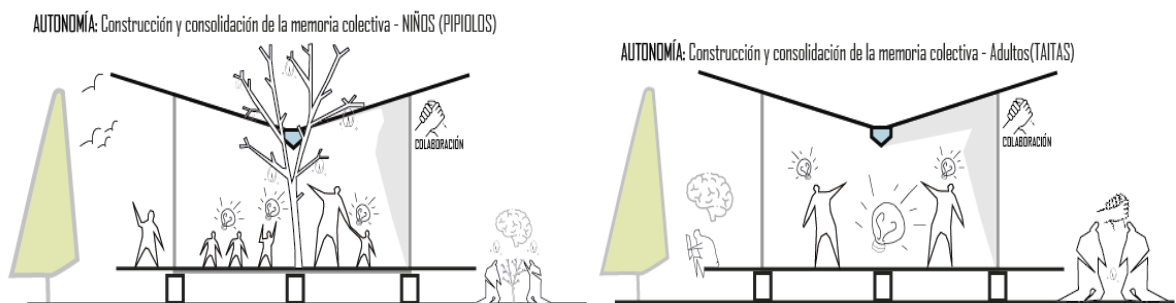 AUTONOMÍA: Construcción y consolidación de la memoria colectiva - NIÑOS (PIPIOLOS)
COLABORACIÓN
AUTONOMÍA: Construcción y consolidación de la memoria colectiva - Adultos(TAITAS)
COLABORACIÓN